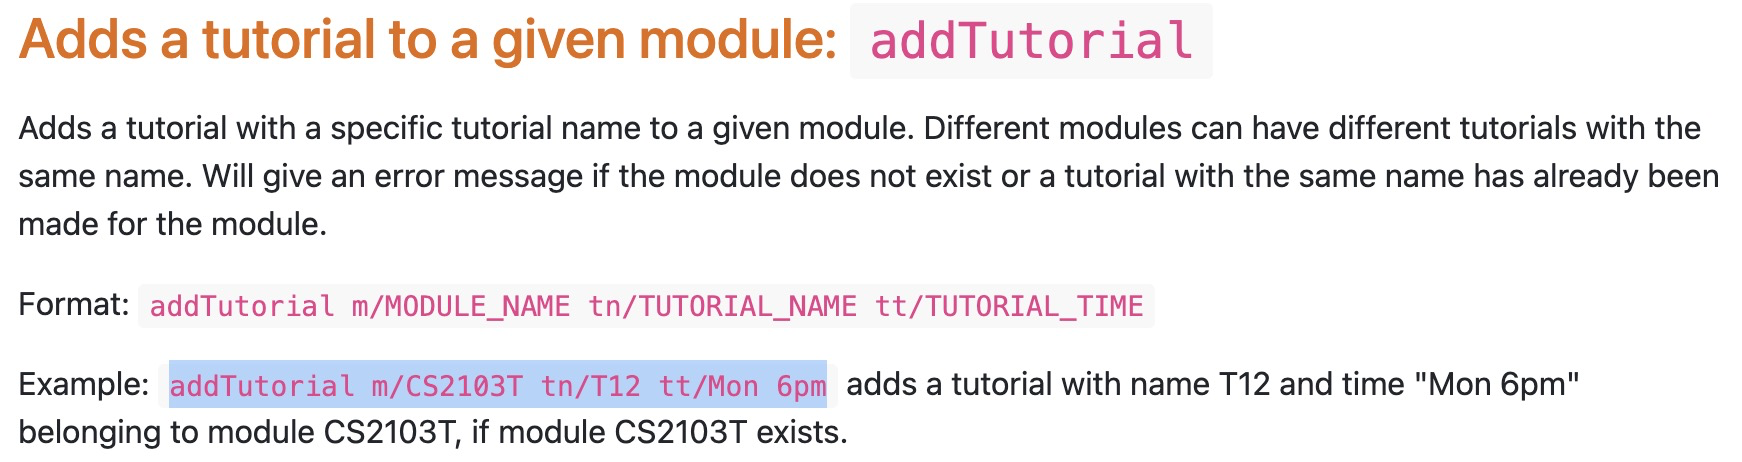 Adds a tutorial to a given module: addTutorial
Adds a tutorial with a specific tutorial name to a given module. Different modules can have different tutorials with the
same name. Will give an error message if the module does not exist or a tutorial with the same name has already been
made for the module.
Format: addTutorial m/MODULE_NAME tn/TUTORIAL_NAME tt/TUTORIAL_TIME
Example: addTutorial m/CS2103T tn/T12 tt/Mon 6pm adds a tutorial with name T12 and time "Mon 6pm"
belonging to module CS2103T, if module CS2103T exists.